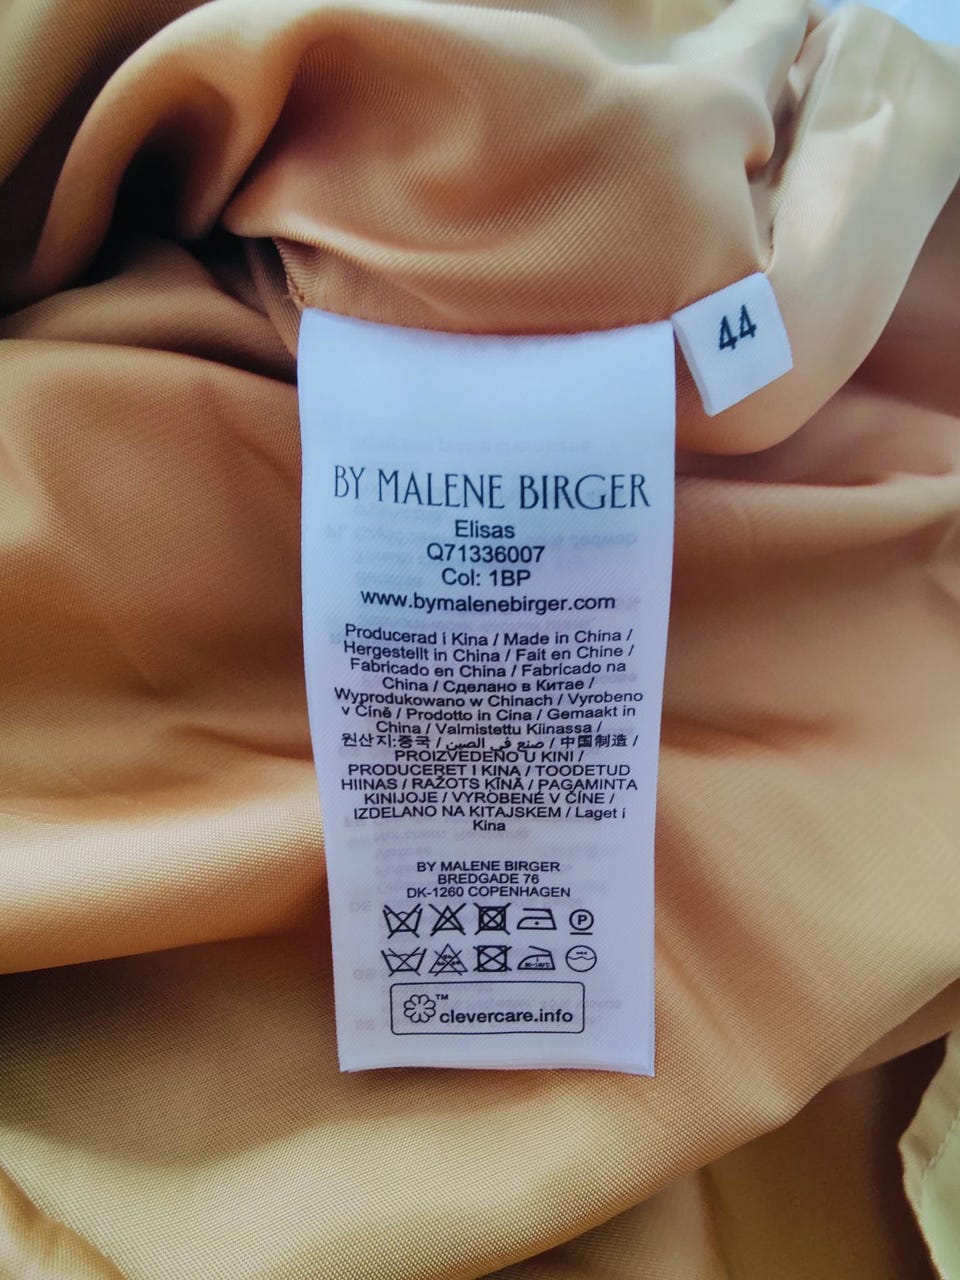 44
BY MALENE BIRGER
Elisas
Q71336007
Col: 1BP
www.bymalenebirger.com
Producerad i Kina / Made in China /
Hergestellt in China / Fait en Chine /
Fabricado en China / Fabricado na
China / Сделано в Китае /
Wyprodukowano w Chinach / Vyrobeno
v Číně / Prodotto in Cina / Gemaakt in
China / Valmistettu Kiinassa /
원산지:중국 / صنع في الصين / 中国制造 /
PROIZVEDENO U KINI /
PRODUCERET I KINA / TOODETUD
HIINAS / RAŽOTS ĶĪNĀ / PAGAMINTA
KINIJOJE / VYROBENÉ V ČÍNE /
IZDELANO NA KITAJSKEM / Laget i
Kina
BY MALENE BIRGER
BREDGADE 76
DK-1260 COPENHAGEN
P
™ clevercare.info